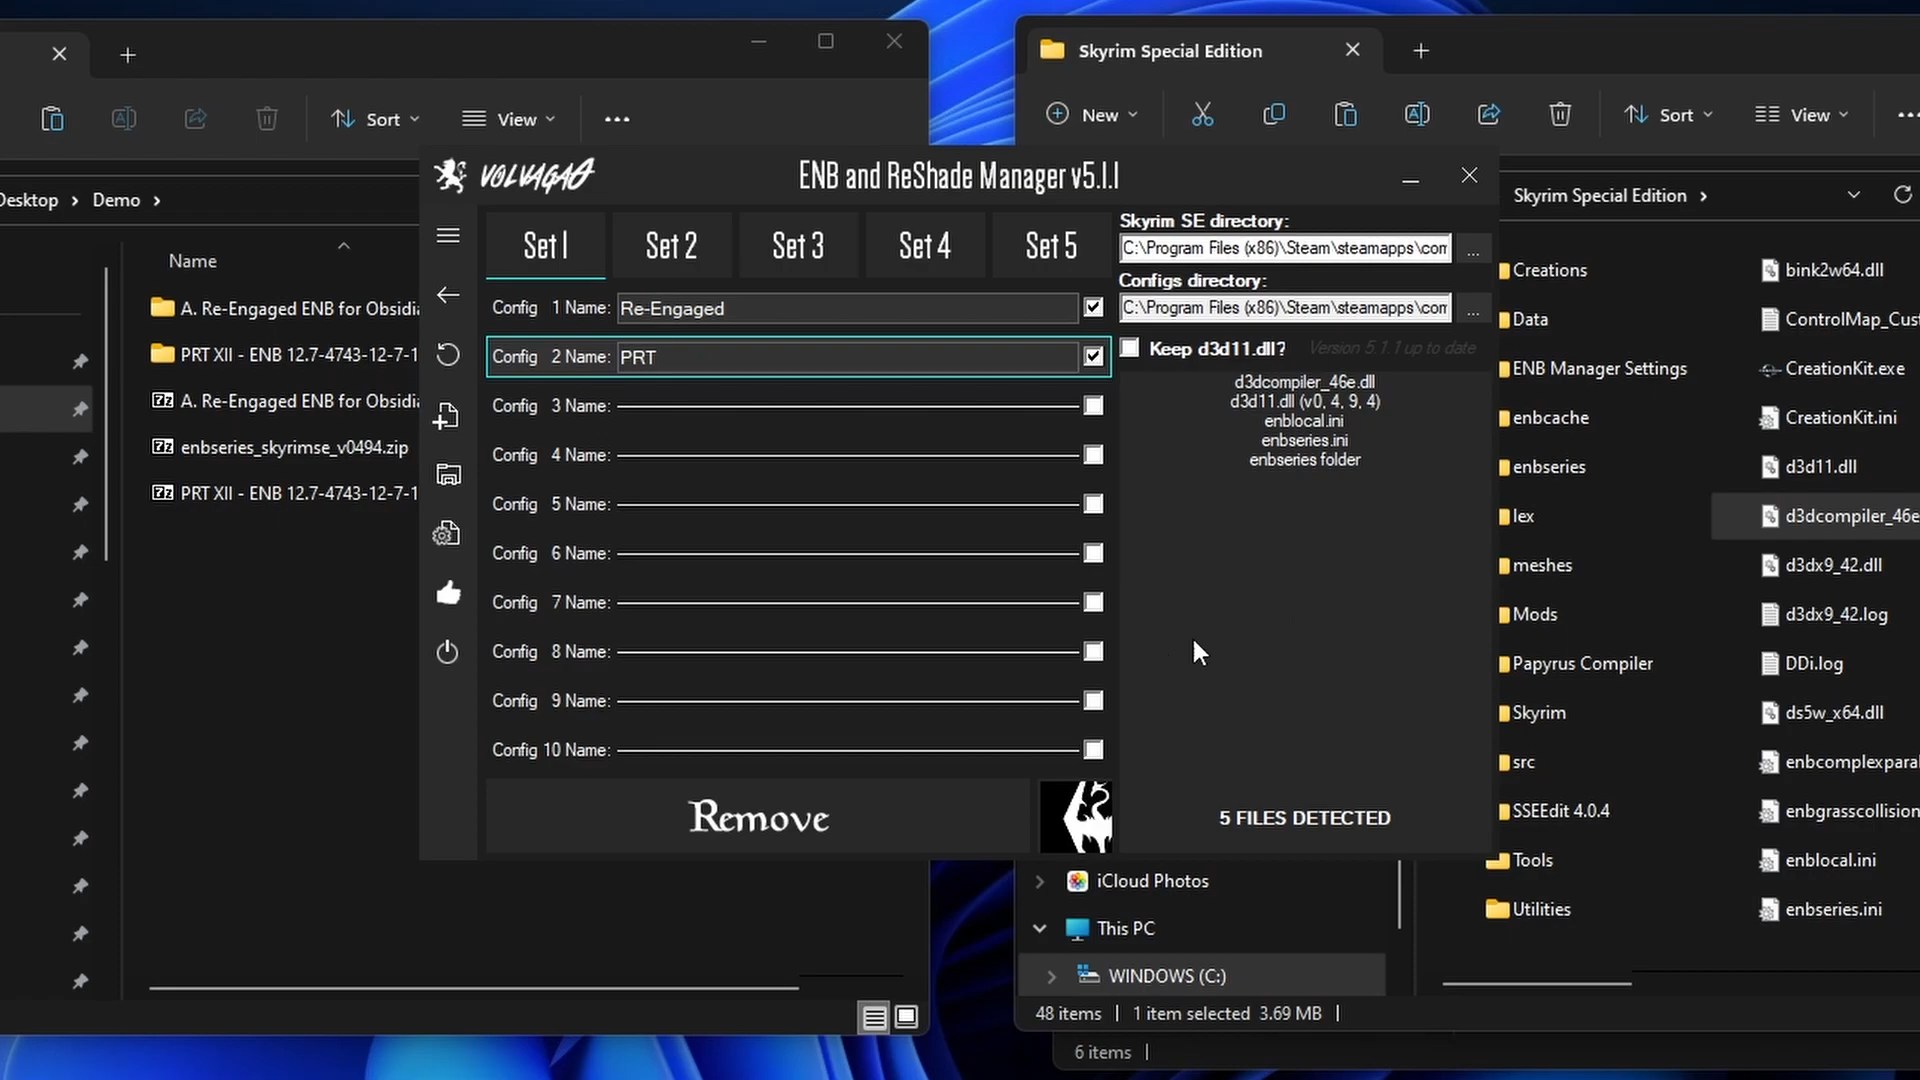 Sort
View
Desktop > Demo >
Name
A. Re-Engaged ENB for Obsidia
PRT XII - ENB 12.7-4743-12-7-1
A. Re-Engaged ENB for Obsidia
enbseries_skyrimse_v0494.zip
PRT XII - ENB 12.7-4743-12-7-1
Skyrim Special Edition
New
Sort
View
Skyrim Special Edition >
VOLVAGA0
ENB and ReShade Manager v5.1.1
Set 1
Set 2
Set 3
Set 4
Set 5
Config 1 Name: Re-Engaged
Config 2 Name: PRT
Config 3 Name:
Config 4 Name:
Config 5 Name:
Config 6 Name:
Config 7 Name:
Config 8 Name:
Config 9 Name:
Config 10 Name:
Remove
Skyrim SE directory:
C:\Program Files (x86)\Steam\steamapps\com
...
Configs directory:
C:\Program Files (x86)\Steam\steamapps\com
...
Keep d3d11.dll? Version 5.1.1 up to date
d3dcompiler_46e.dll
d3d11.dll (v0, 4, 9, 4)
enblocal.ini
enbseries.ini
enbseries folder
5 FILES DETECTED
Creations
Data
ENB Manager Settings
enbcache
enbseries
lex
meshes
Mods
Papyrus Compiler
Skyrim
src
SSEEdit 4.0.4
Tools
Utilities
bink2w64.dll
ControlMap_Cust
CreationKit.exe
CreationKit.ini
d3d11.dll
d3dcompiler_46e
d3dx9_42.dll
d3dx9_42.log
DDi.log
ds5w_x64.dll
enbcomplexparal
enbgrasscollision
enblocal.ini
enbseries.ini
iCloud Photos
This PC
WINDOWS (C:)
48 items | 1 item selected 3.69 MB |
6 items |